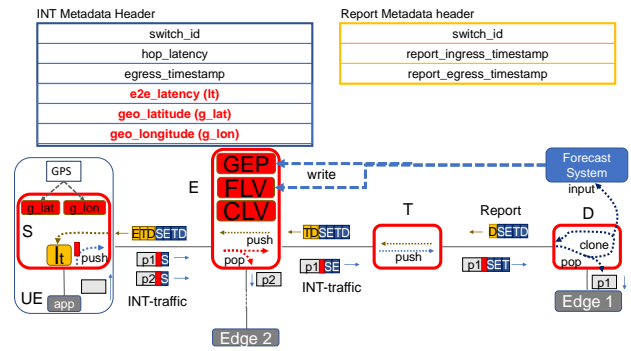 INT Metadata Header
Report Metadata header
switch_id
hop_latency
egress_timestamp
e2e_latency (lt)
geo_latitude (g_lat)
geo_longitude (g_lon)
switch_id
report_ingress_timestamp
report_egress_timestamp
GPS
g_lat
g_lon
S
lt
push
UE
app
ETDSETD
p1 S
p2 S
INT-traffic
E
GEP
FLV
CLV
push
pop
p2
Edge 2
write
TDSETD
p1 SE
INT-traffic
T
push
Report
DSETD
p1 SET
Forecast
System
input
D
clone
pop
p1
Edge 1